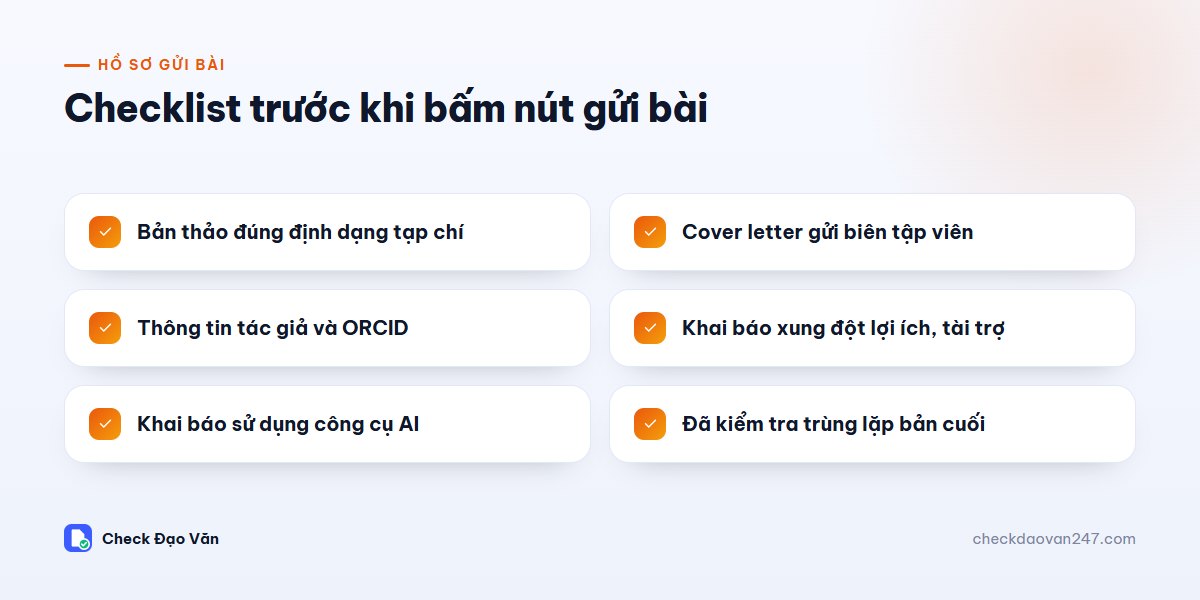 HỒ SƠ GỬI BÀI
Checklist trước khi bấm nút gửi bài
Bản thảo đúng định dạng tạp chí
Cover letter gửi biên tập viên
Thông tin tác giả và ORCID
Khai báo xung đột lợi ích, tài trợ
Khai báo sử dụng công cụ AI
Đã kiểm tra trùng lặp bản cuối
Check Đạo Văn
checkdaovan247.com